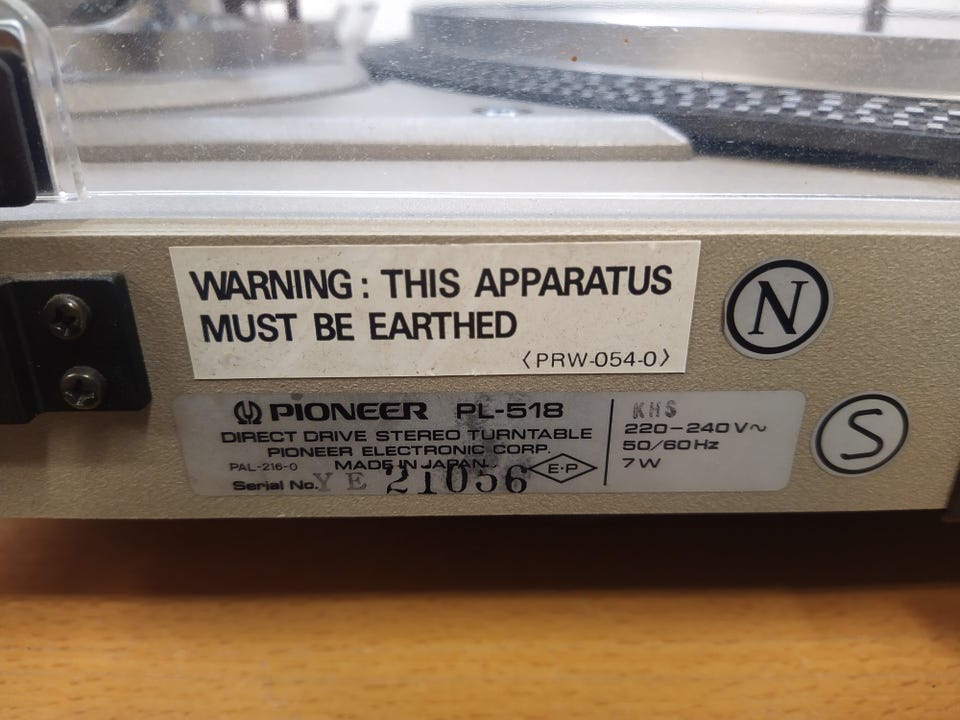 WARNING : THIS APPARATUS
MUST BE EARTHED
〈PRW-054-0〉
N
PIONEER PL-518
DIRECT DRIVE STEREO TURNTABLE
PIONEER ELECTRONIC CORP.
PAL-216-0 MADE IN JAPAN
Serial No. YE 21056
E·P
KHS
220-240V~
50/60Hz
7W
S